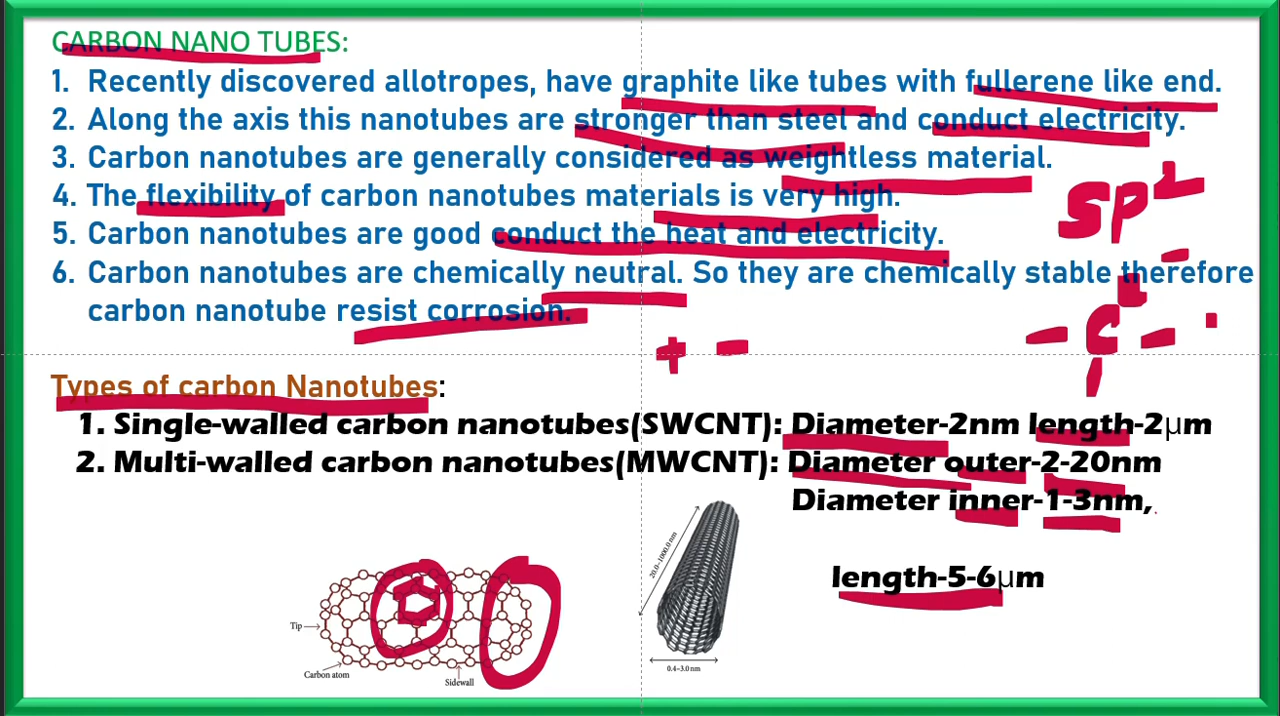 CARBON NANO TUBES:
1. Recently discovered allotropes, have graphite like tubes with fullerene like end.
2. Along the axis this nanotubes are stronger than steel and conduct electricity.
3. Carbon nanotubes are generally considered as weightless material.
4. The flexibility of carbon nanotubes materials is very high.
5. Carbon nanotubes are good conduct the heat and electricity.
6. Carbon nanotubes are chemically neutral. So they are chemically stable therefore
carbon nanotube resist corrosion.
sp²
- C -
+ -
Types of carbon Nanotubes:
1. Single-walled carbon nanotubes(SWCNT): Diameter-2nm length-2μm
2. Multi-walled carbon nanotubes(MWCNT): Diameter outer-2-20nm
Diameter inner-1-3nm,
length-5-6μm
Tip
Carbon atom
Sidewall
20.0-1000.0 nm
0.4-3.0 nm